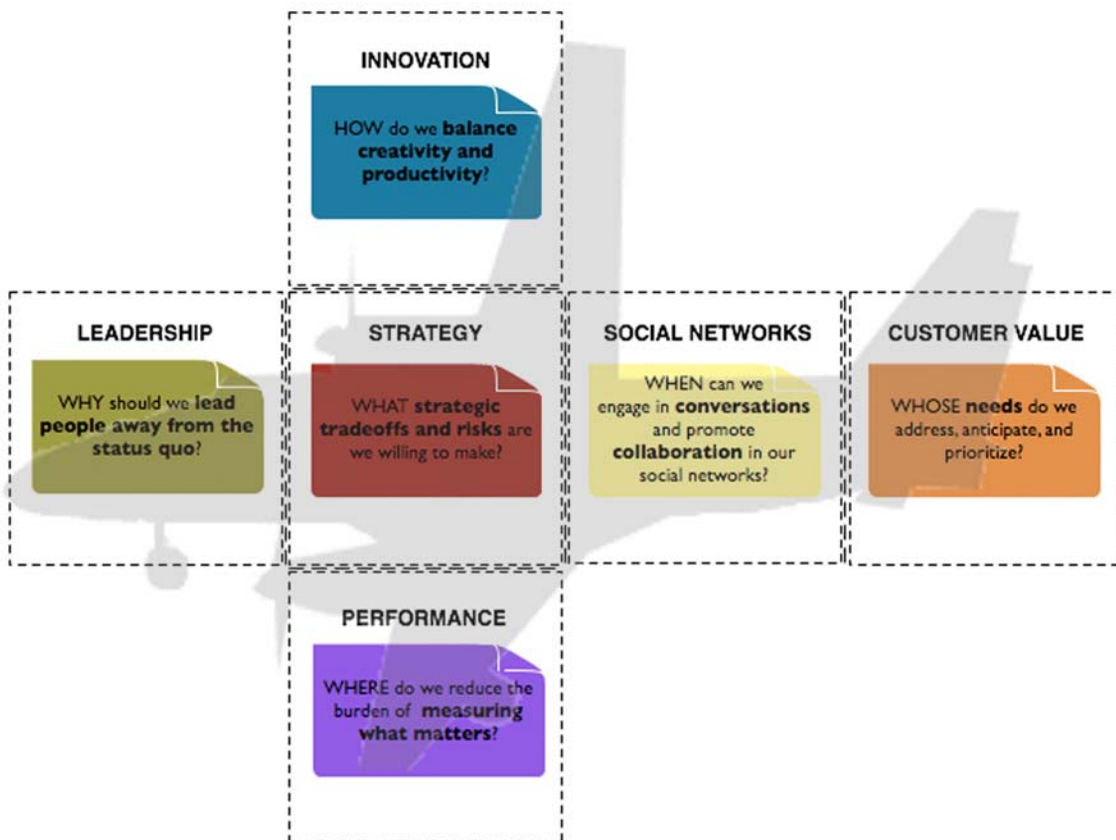 INNOVATION
HOW do we balance
creativity and
productivity?
LEADERSHIP
WHY should we lead
people away from the
status quo?
STRATEGY
WHAT strategic
tradeoffs and risks are
we willing to make?
SOCIAL NETWORKS
WHEN can we
engage in conversations
and promote
collaboration in our
social networks?
CUSTOMER VALUE
WHOSE needs do we
address, anticipate, and
prioritize?
PERFORMANCE
WHERE do we reduce the
burden of measuring
what matters?